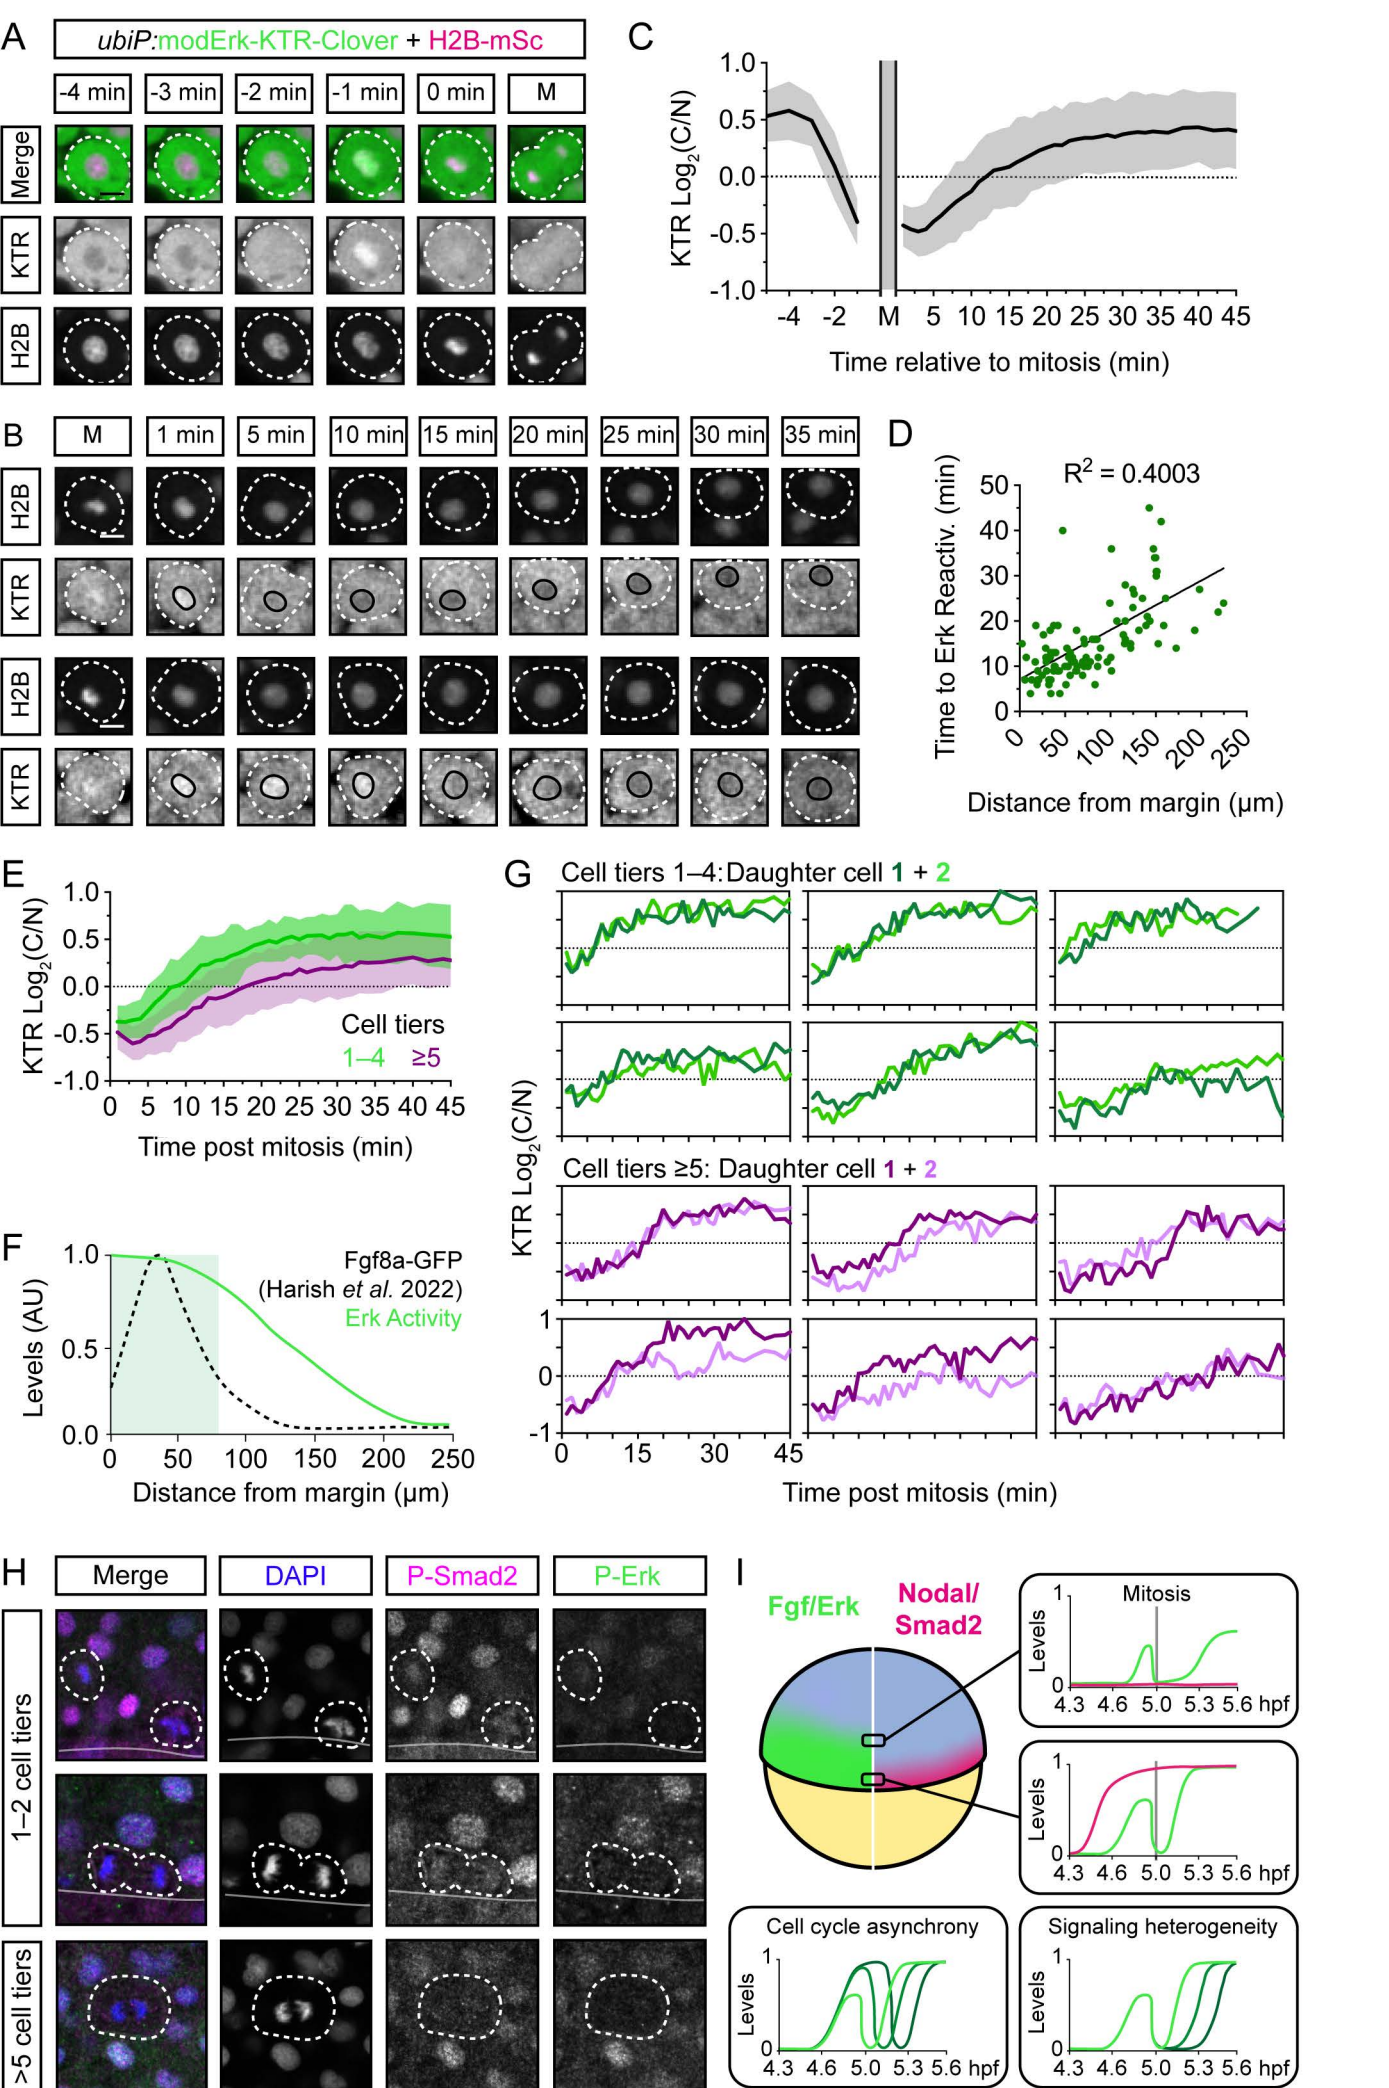 A
ubiP:modErk-KTR-Clover + H2B-mSc
-4 min -3 min -2 min -1 min 0 min M
Merge
KTR
H2B
B
M 1 min 5 min 10 min 15 min 20 min 25 min 30 min 35 min
H2B
KTR
H2B
KTR
C
KTR Log2(C/N)
1.0
0.5
0.0
-0.5
-1.0
-4 -2 M 5 10 15 20 25 30 35 40 45
Time relative to mitosis (min)
D
R2 = 0.4003
Time to Erk Reactiv. (min)
50
40
30
20
10
0
0 50 100 150 200 250
Distance from margin (µm)
E
KTR Log2(C/N)
1.0
0.5
0.0
-0.5
-1.0
Cell tiers
1–4 ≥5
0 5 10 15 20 25 30 35 40 45
Time post mitosis (min)
F
Levels (AU)
1.0
0.5
0.0
Fgf8a-GFP
(Harish et al. 2022)
Erk Activity
0 50 100 150 200 250
Distance from margin (µm)
G
Cell tiers 1–4: Daughter cell 1 + 2
KTR Log2(C/N)
Cell tiers ≥5: Daughter cell 1 + 2
1
0
-1
0 15 30 45
Time post mitosis (min)
H
Merge DAPI P-Smad2 P-Erk
1–2 cell tiers
>5 cell tiers
I
Fgf/Erk
Nodal/
Smad2
Mitosis
Levels
1
0
4.3 4.6 5.0 5.3 5.6 hpf
Levels
1
0
4.3 4.6 5.0 5.3 5.6 hpf
Cell cycle asynchrony
Levels
1
0
4.3 4.6 5.0 5.3 5.6 hpf
Signaling heterogeneity
Levels
1
0
4.3 4.6 5.0 5.3 5.6 hpf